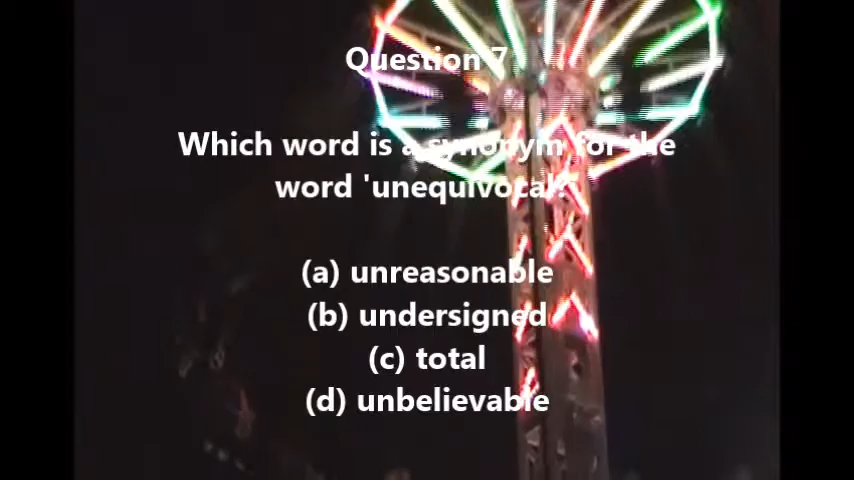 Question 7
Which word is a synonym for the
word 'unequivocal?'
(a) unreasonable
(b) undersigned
(c) total
(d) unbelievable